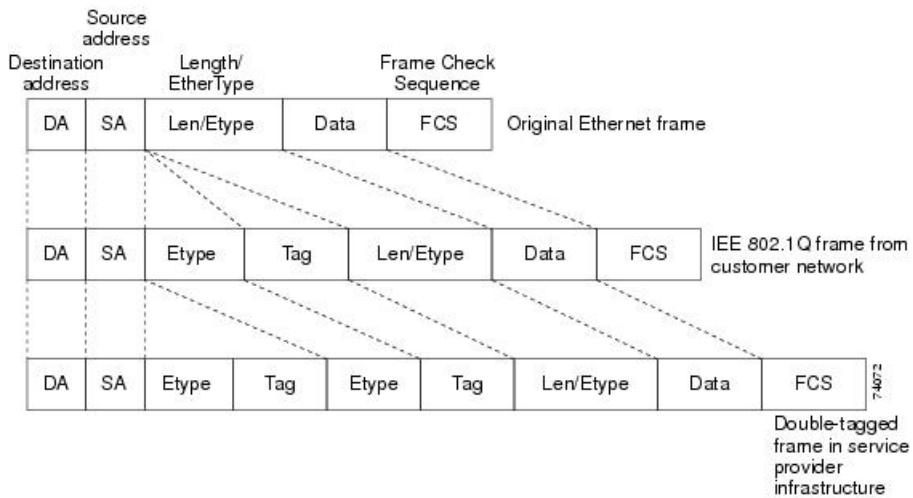 Source
address
Destination
address
Length/
EtherType
Frame Check
Sequence
DA SA Len/Etype Data FCS Original Ethernet frame
DA SA Etype Tag Len/Etype Data FCS
IEE 802.1Q frame from
customer network
DA SA Etype Tag Etype Tag Len/Etype Data FCS
74072
Double-tagged
frame in service
provider
infrastructure